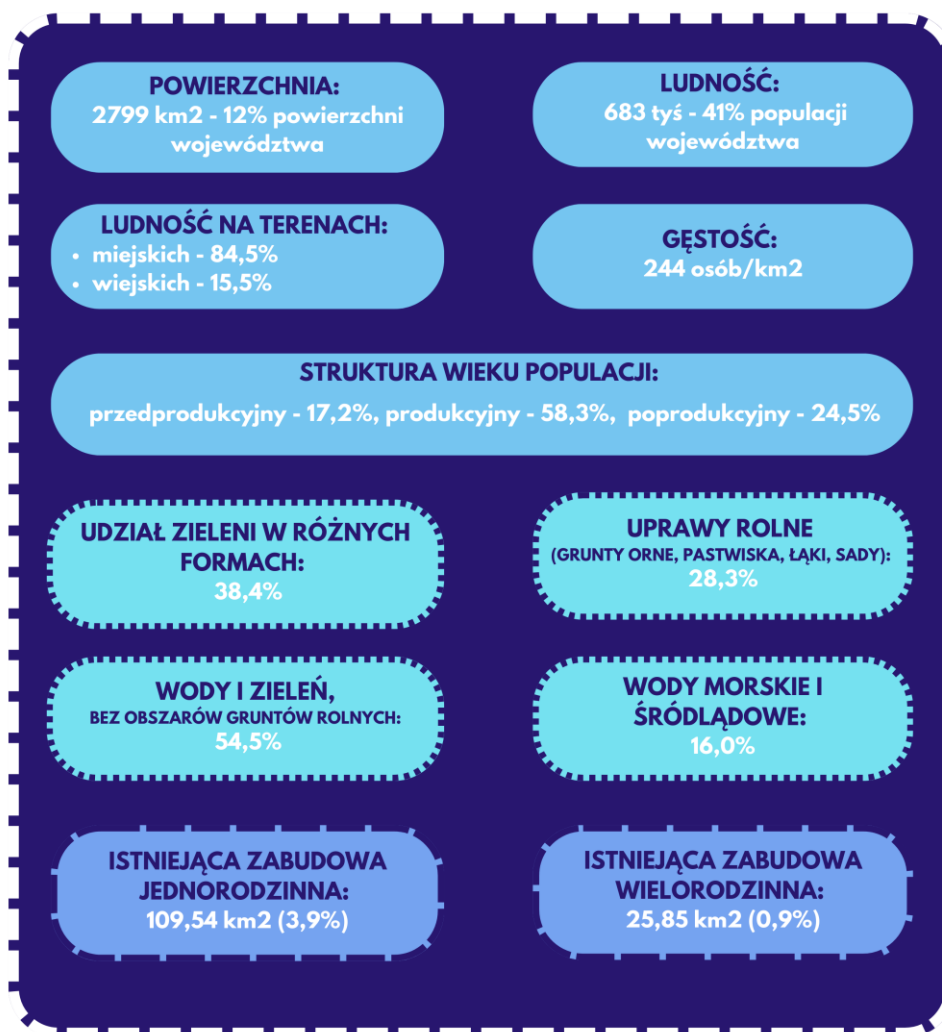 POWIERZCHNIA:
2799 km2 - 12% powierzchni
województwa
LUDNOŚĆ:
683 tyś - 41% populacji
województwa
LUDNOŚĆ NA TERENACH:
• miejskich - 84,5%
• wiejskich - 15,5%
GĘSTOŚĆ:
244 osób/km2
STRUKTURA WIEKU POPULACJI:
przedprodukcyjny - 17,2%, produkcyjny - 58,3%, poprodukcyjny - 24,5%
UDZIAŁ ZIELENI W RÓŻNYCH
FORMACH:
38,4%
UPRAWY ROLNE
(GRUNTY ORNE, PASTWISKA, ŁĄKI, SADY):
28,3%
WODY I ZIELEŃ,
BEZ OBSZARÓW GRUNTÓW ROLNYCH:
54,5%
WODY MORSKIE I
ŚRÓDLĄDOWE:
16,0%
ISTNIEJĄCA ZABUDOWA
JEDNORODZINNA:
109,54 km2 (3,9%)
ISTNIEJĄCA ZABUDOWA
WIELORODZINNA:
25,85 km2 (0,9%)